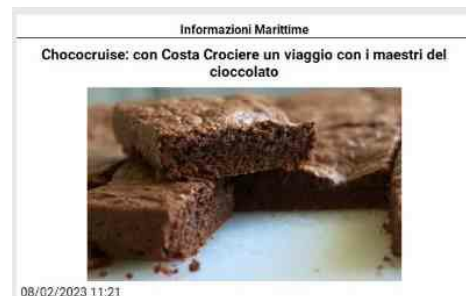 Informazioni Marittime
Chococruise: con Costa Crociere un viaggio con i maestri del
cioccolato
08/02/2023 11:21